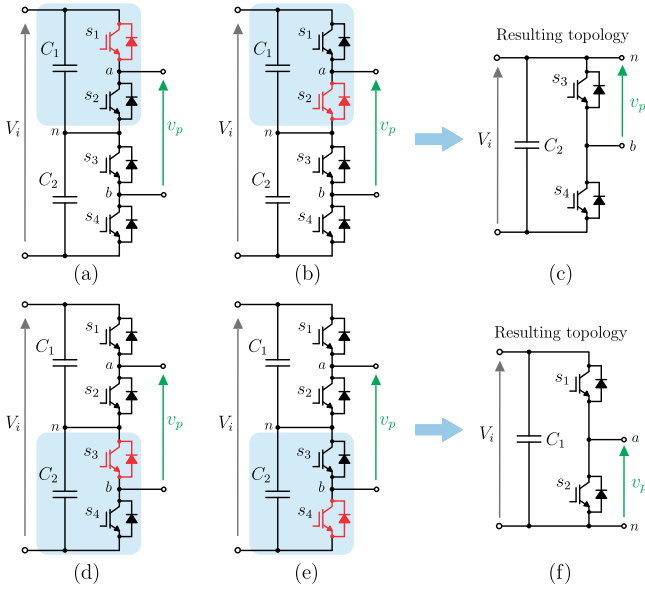 s₁
C₁
a
s₂
Vᵢ
n
vₚ
s₃
C₂
b
s₄
(a)
s₁
C₁
a
s₂
Vᵢ
n
vₚ
s₃
C₂
b
s₄
(b)
Resulting topology
n
s₃
vₚ
Vᵢ
C₂
b
s₄
(c)
s₁
C₁
a
s₂
Vᵢ
n
vₚ
s₃
C₂
b
s₄
(d)
s₁
C₁
a
s₂
Vᵢ
n
vₚ
s₃
C₂
b
s₄
(e)
Resulting topology
s₁
Vᵢ
C₁
a
s₂
vₚ
n
(f)